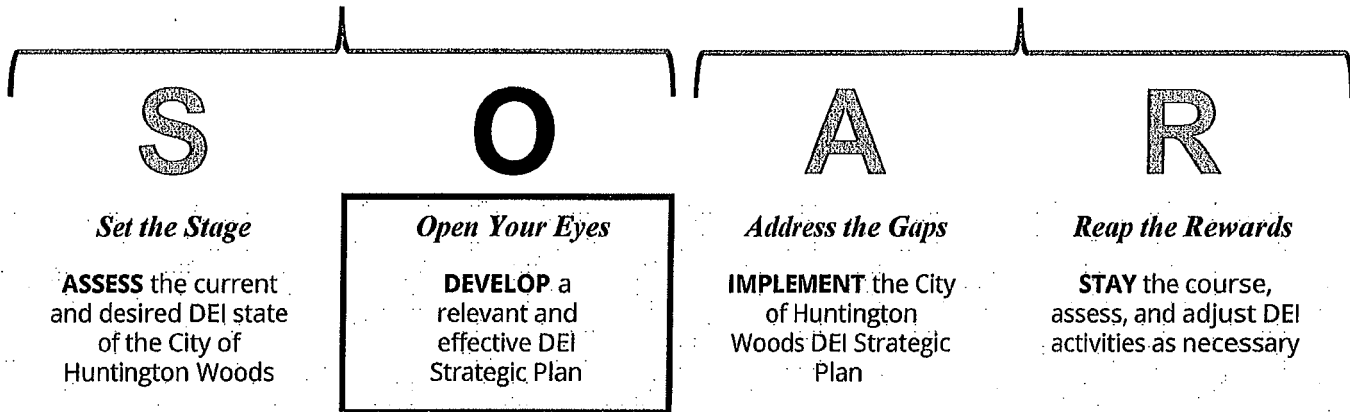 S
O
A
R
Set the Stage
ASSESS the current
and desired DEI state
of the City of
Huntington Woods
Open Your Eyes
DEVELOP a
relevant and
effective DEI
Strategic Plan
Address the Gaps
IMPLEMENT the City
of Huntington
Woods DEI Strategic
Plan
Reap the Rewards
STAY the course,
assess, and adjust DEI
activities as necessary